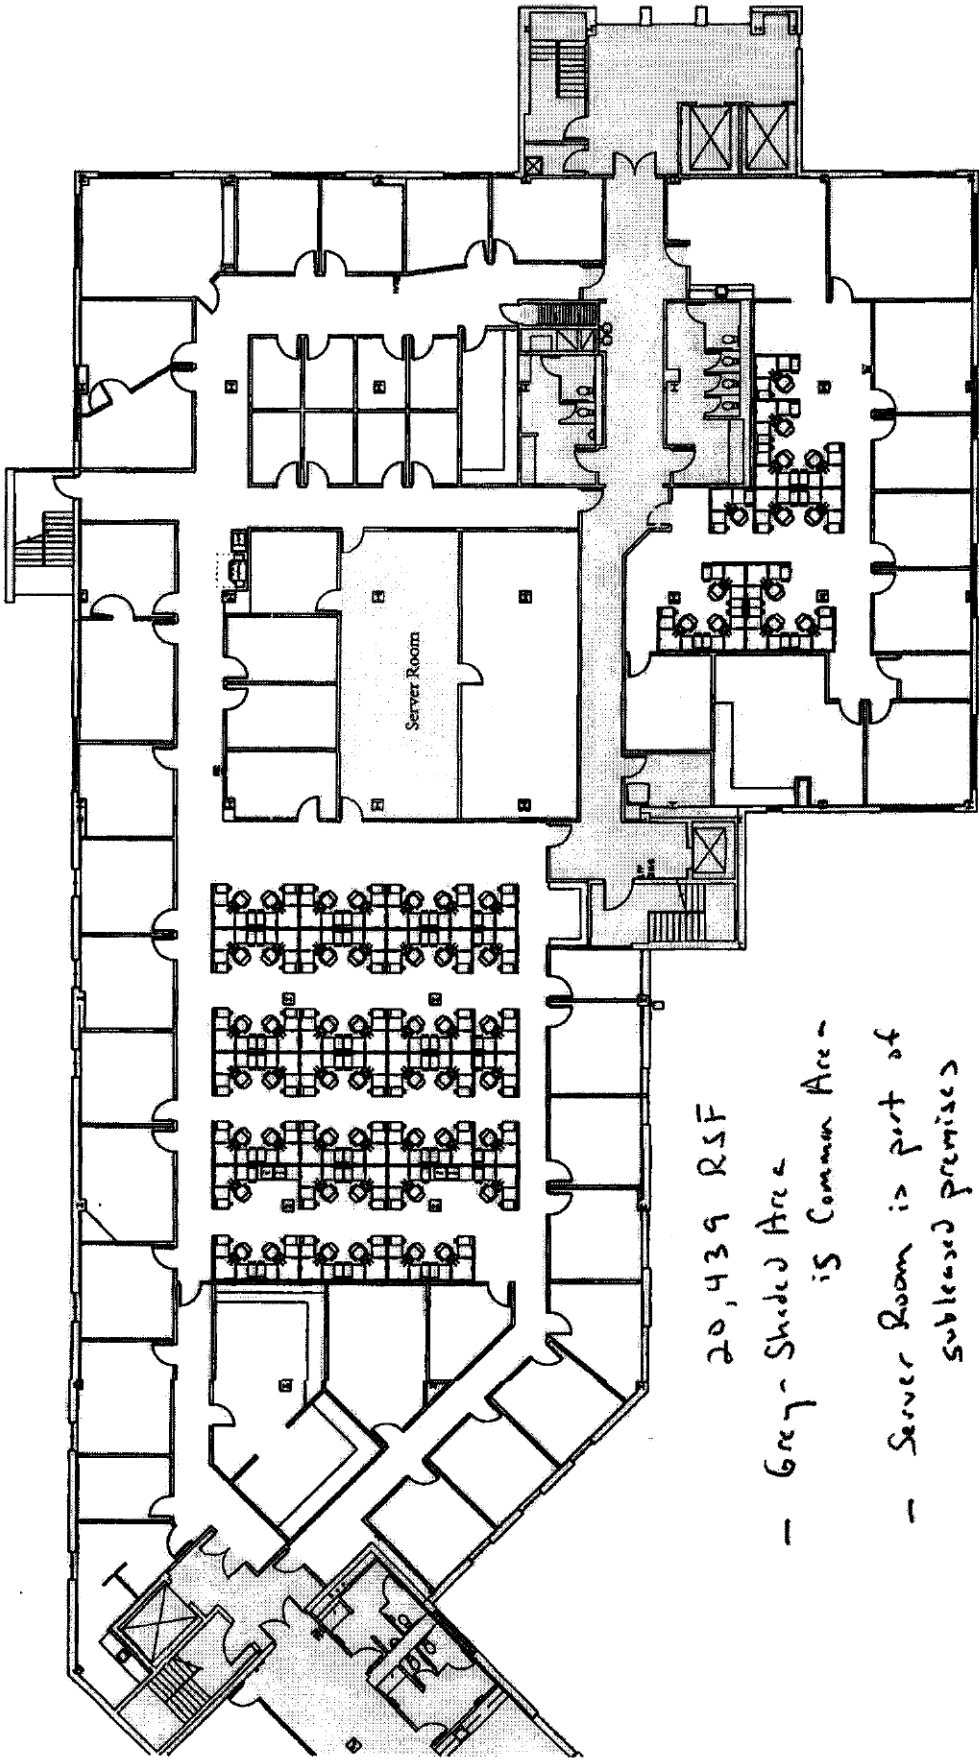 Server Room
20,439 RSF
- Grey-Shaded Area
is Common Area
- Server Room is part of
subleased premises